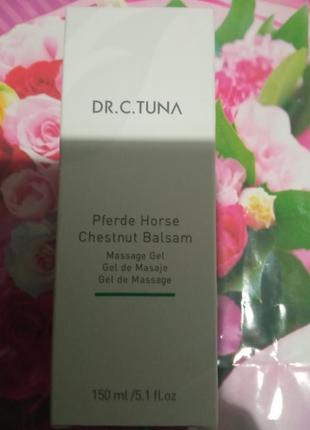 DR.C.TUNA
Pferde Horse
Chestnut Balsam
Massage Gel
Gel de Masaje
Gel de Massage
150 ml /5.1 fl.oz